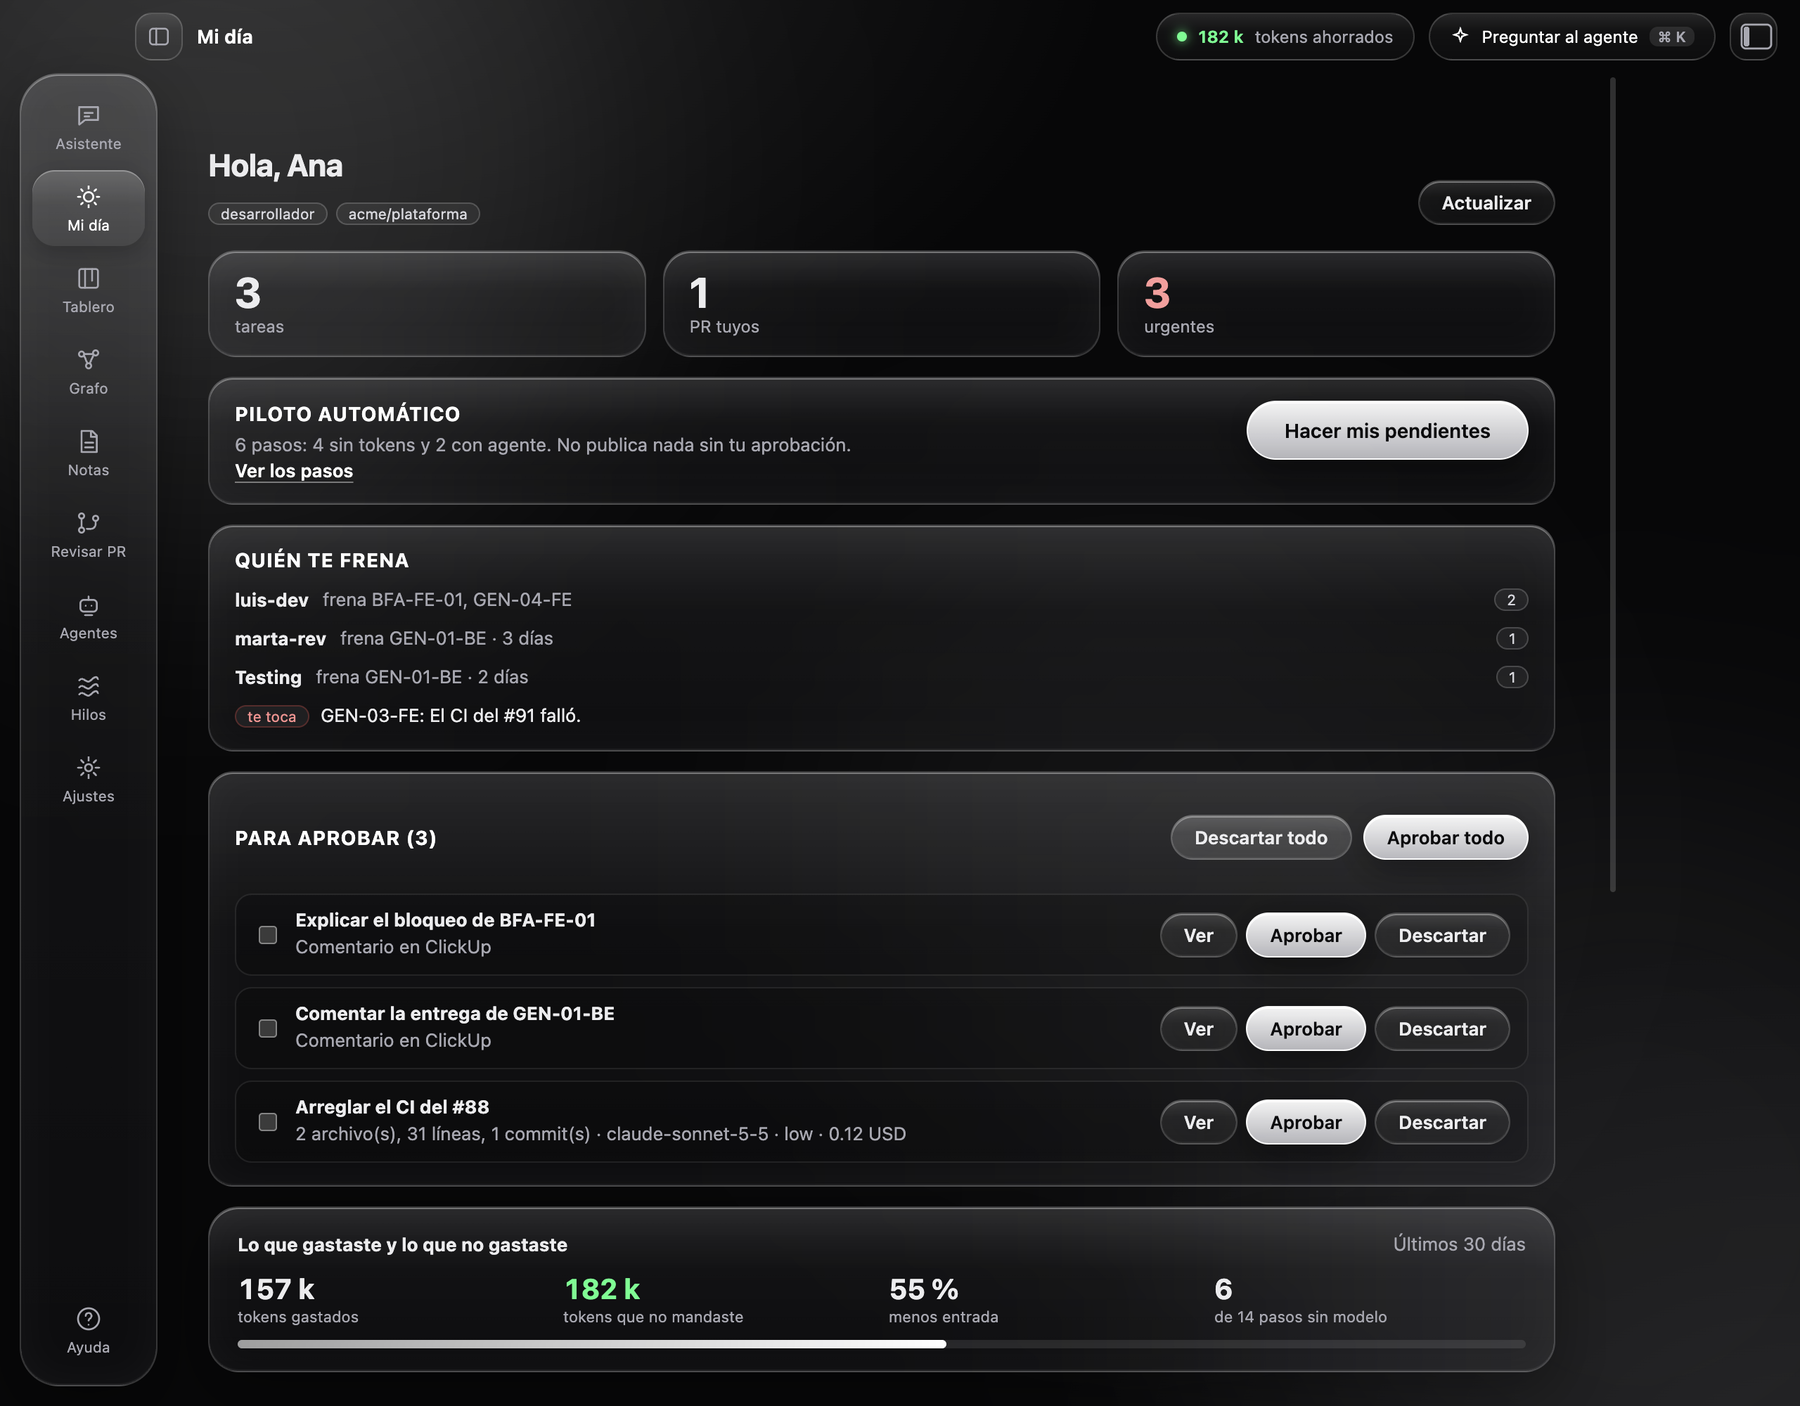 Mi día
182 k tokens ahorrados
Preguntar al agente ⌘ K
Asistente
Mi día
Tablero
Grafo
Notas
Revisar PR
Agentes
Hilos
Ajustes
Ayuda
Hola, Ana
desarrollador acme/plataforma
Actualizar
3
tareas
1
PR tuyos
3
urgentes
PILOTO AUTOMÁTICO
6 pasos: 4 sin tokens y 2 con agente. No publica nada sin tu aprobación.
Ver los pasos
Hacer mis pendientes
QUIÉN TE FRENA
luis-dev frena BFA-FE-01, GEN-04-FE 2
marta-rev frena GEN-01-BE · 3 días 1
Testing frena GEN-01-BE · 2 días 1
te toca GEN-03-FE: El CI del #91 falló.
PARA APROBAR (3)
Descartar todo Aprobar todo
Explicar el bloqueo de BFA-FE-01
Comentario en ClickUp
Ver Aprobar Descartar
Comentar la entrega de GEN-01-BE
Comentario en ClickUp
Ver Aprobar Descartar
Arreglar el CI del #88
2 archivo(s), 31 líneas, 1 commit(s) · claude-sonnet-5-5 · low · 0.12 USD
Ver Aprobar Descartar
Lo que gastaste y lo que no gastaste
Últimos 30 días
157 k
tokens gastados
182 k
tokens que no mandaste
55 %
menos entrada
6
de 14 pasos sin modelo